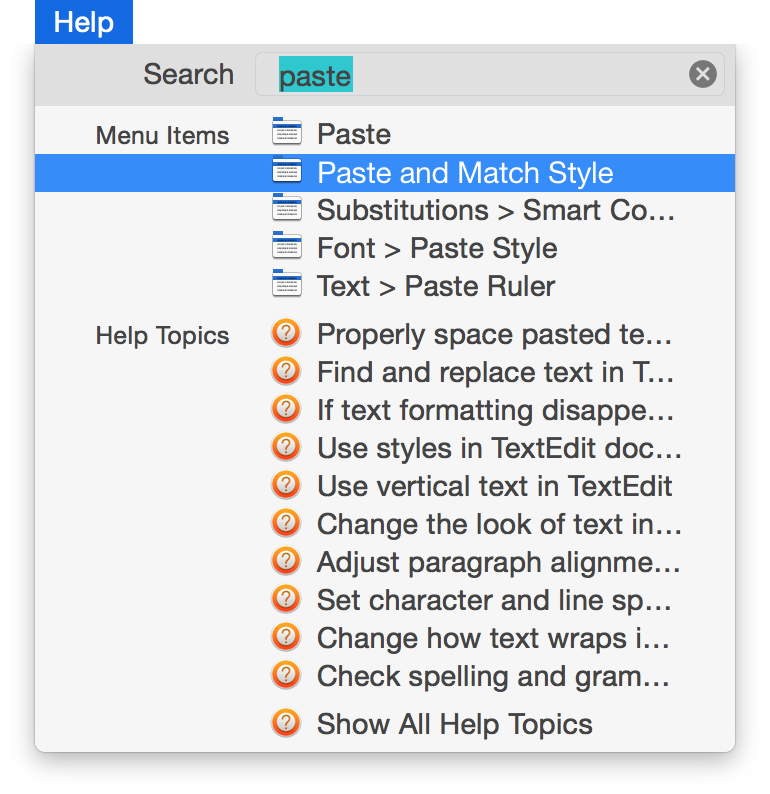 Help
Search paste
Menu Items Paste
Paste and Match Style
Substitutions > Smart Co…
Font > Paste Style
Text > Paste Ruler
Help Topics Properly space pasted te…
Find and replace text in T…
If text formatting disappe…
Use styles in TextEdit doc…
Use vertical text in TextEdit
Change the look of text in…
Adjust paragraph alignme…
Set character and line sp…
Change how text wraps i…
Check spelling and gram…
Show All Help Topics